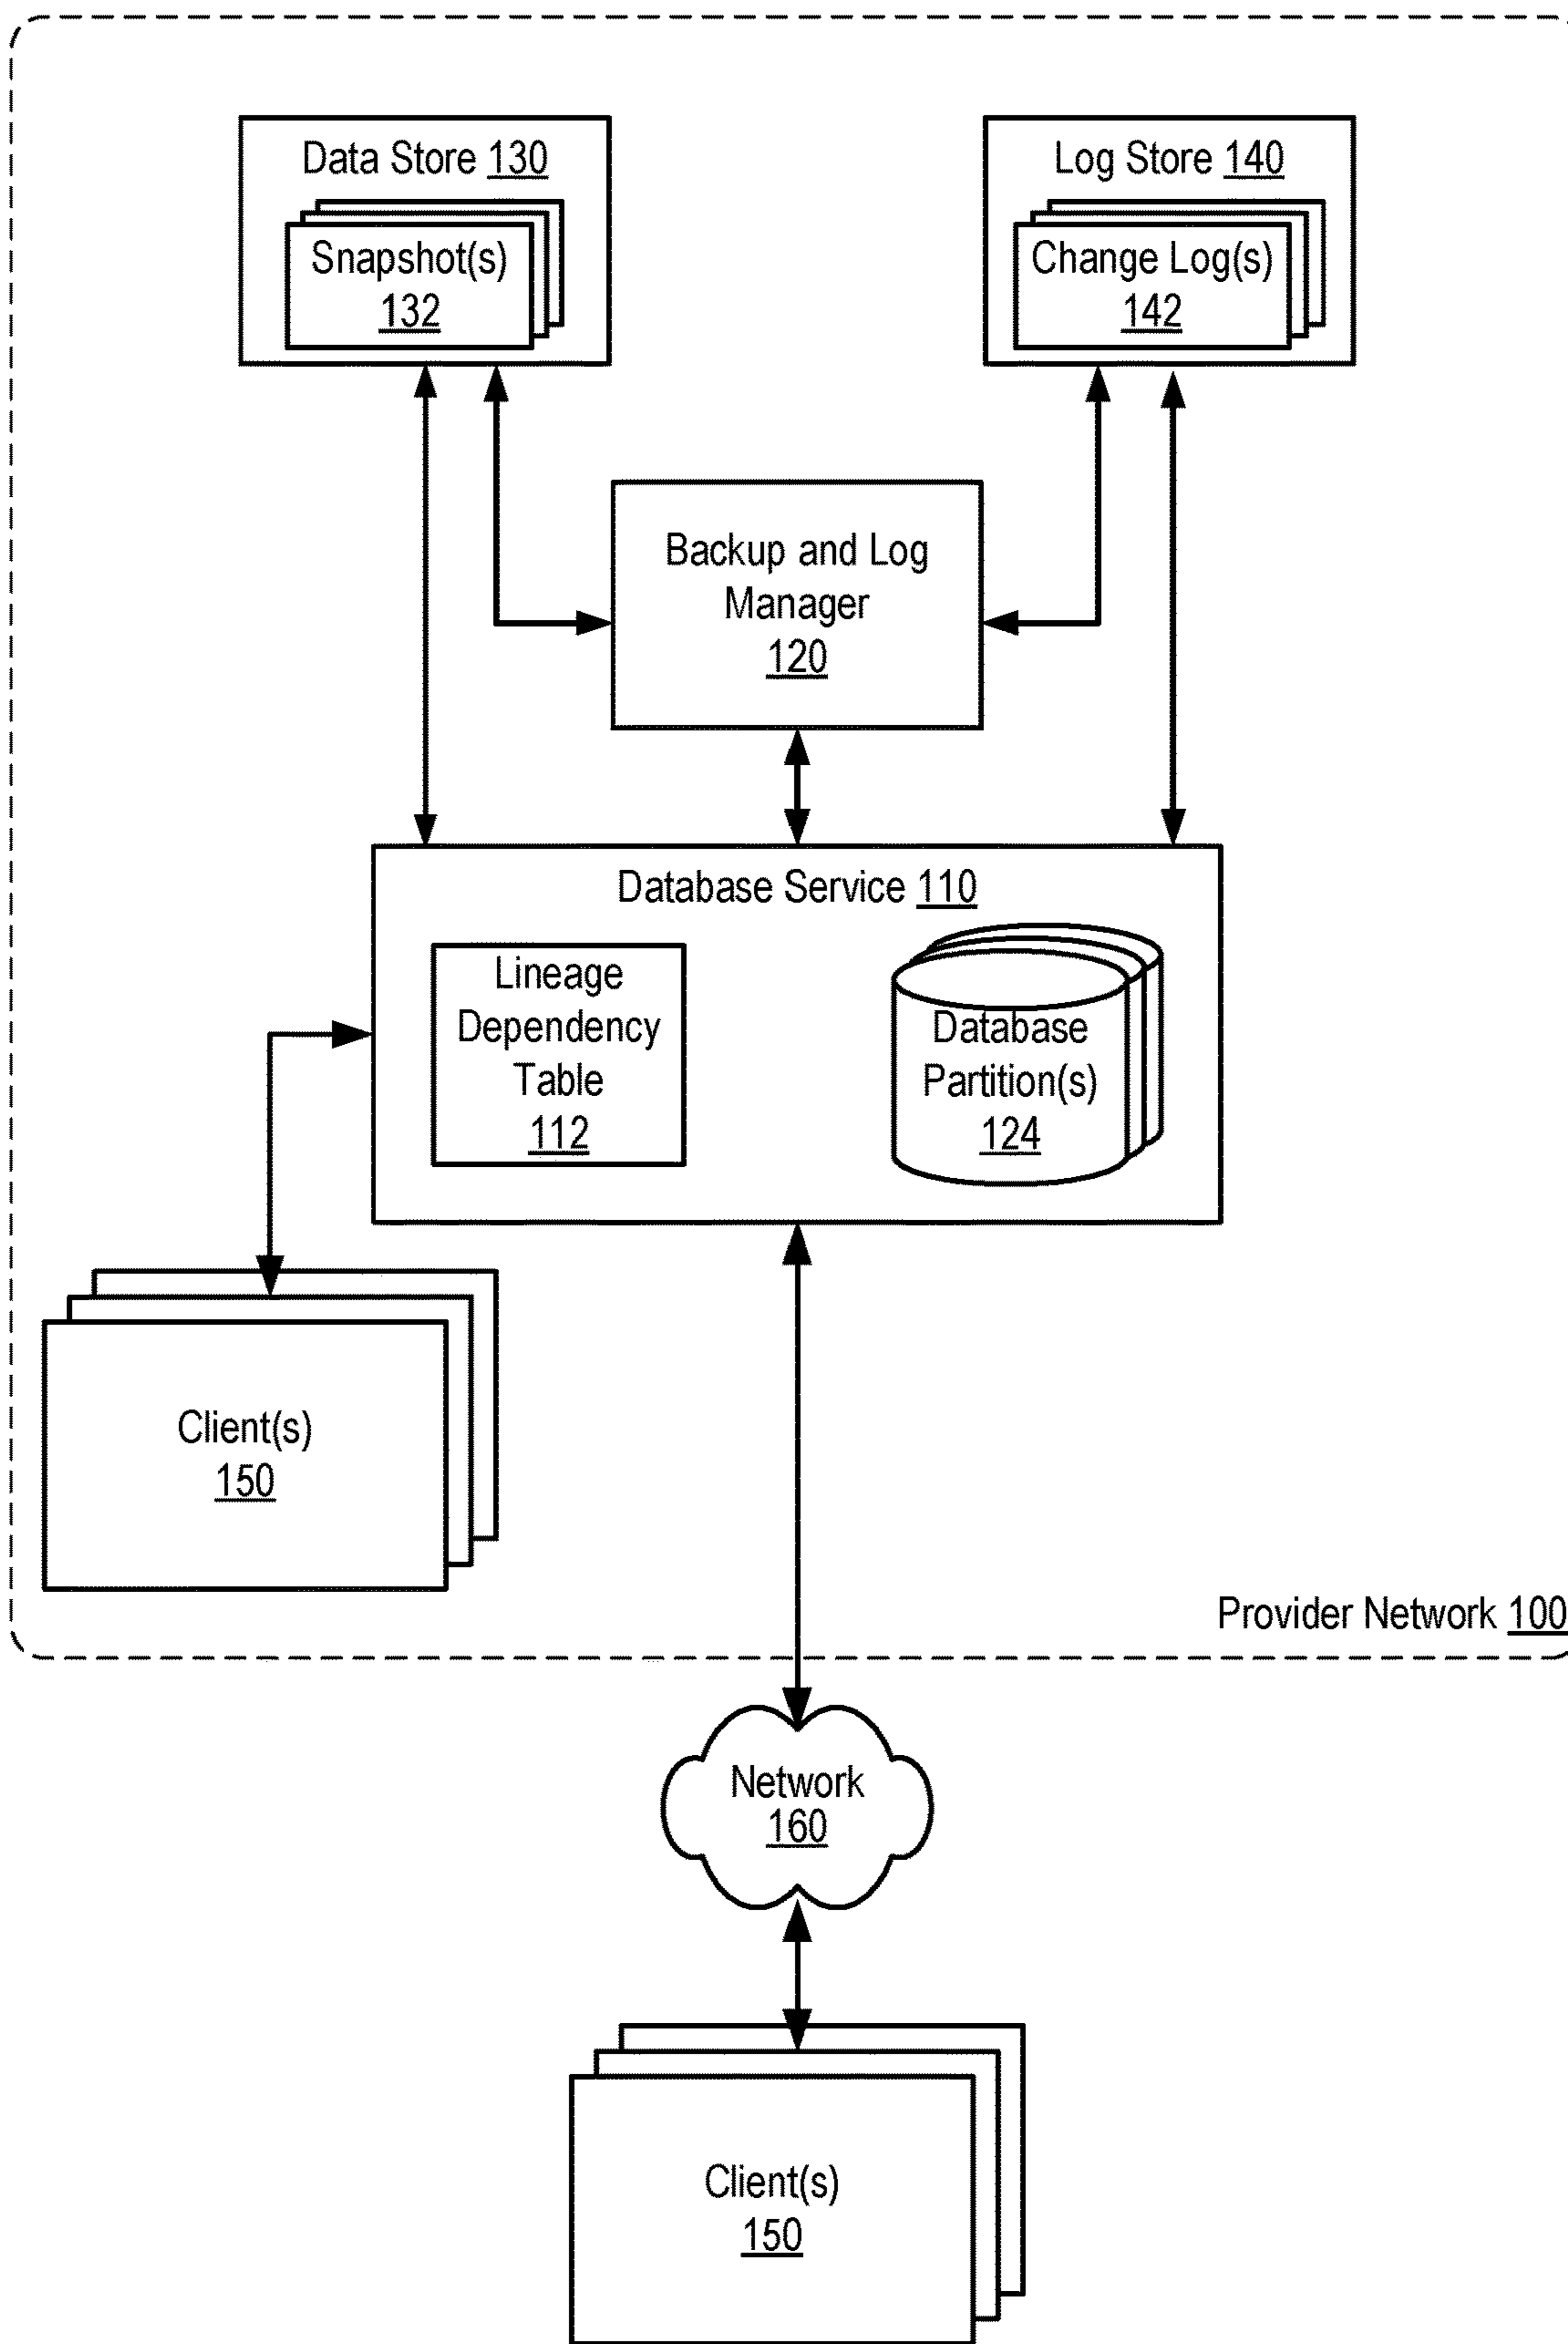 Data Store 130
Snapshot(s)
132
Log Store 140
Change Log(s)
142
Backup and Log
Manager
120
Database Service 110
Lineage
Dependency
Table
112
Database
Partition(s)
124
Client(s)
150
Provider Network 100
Network
160
Client(s)
150